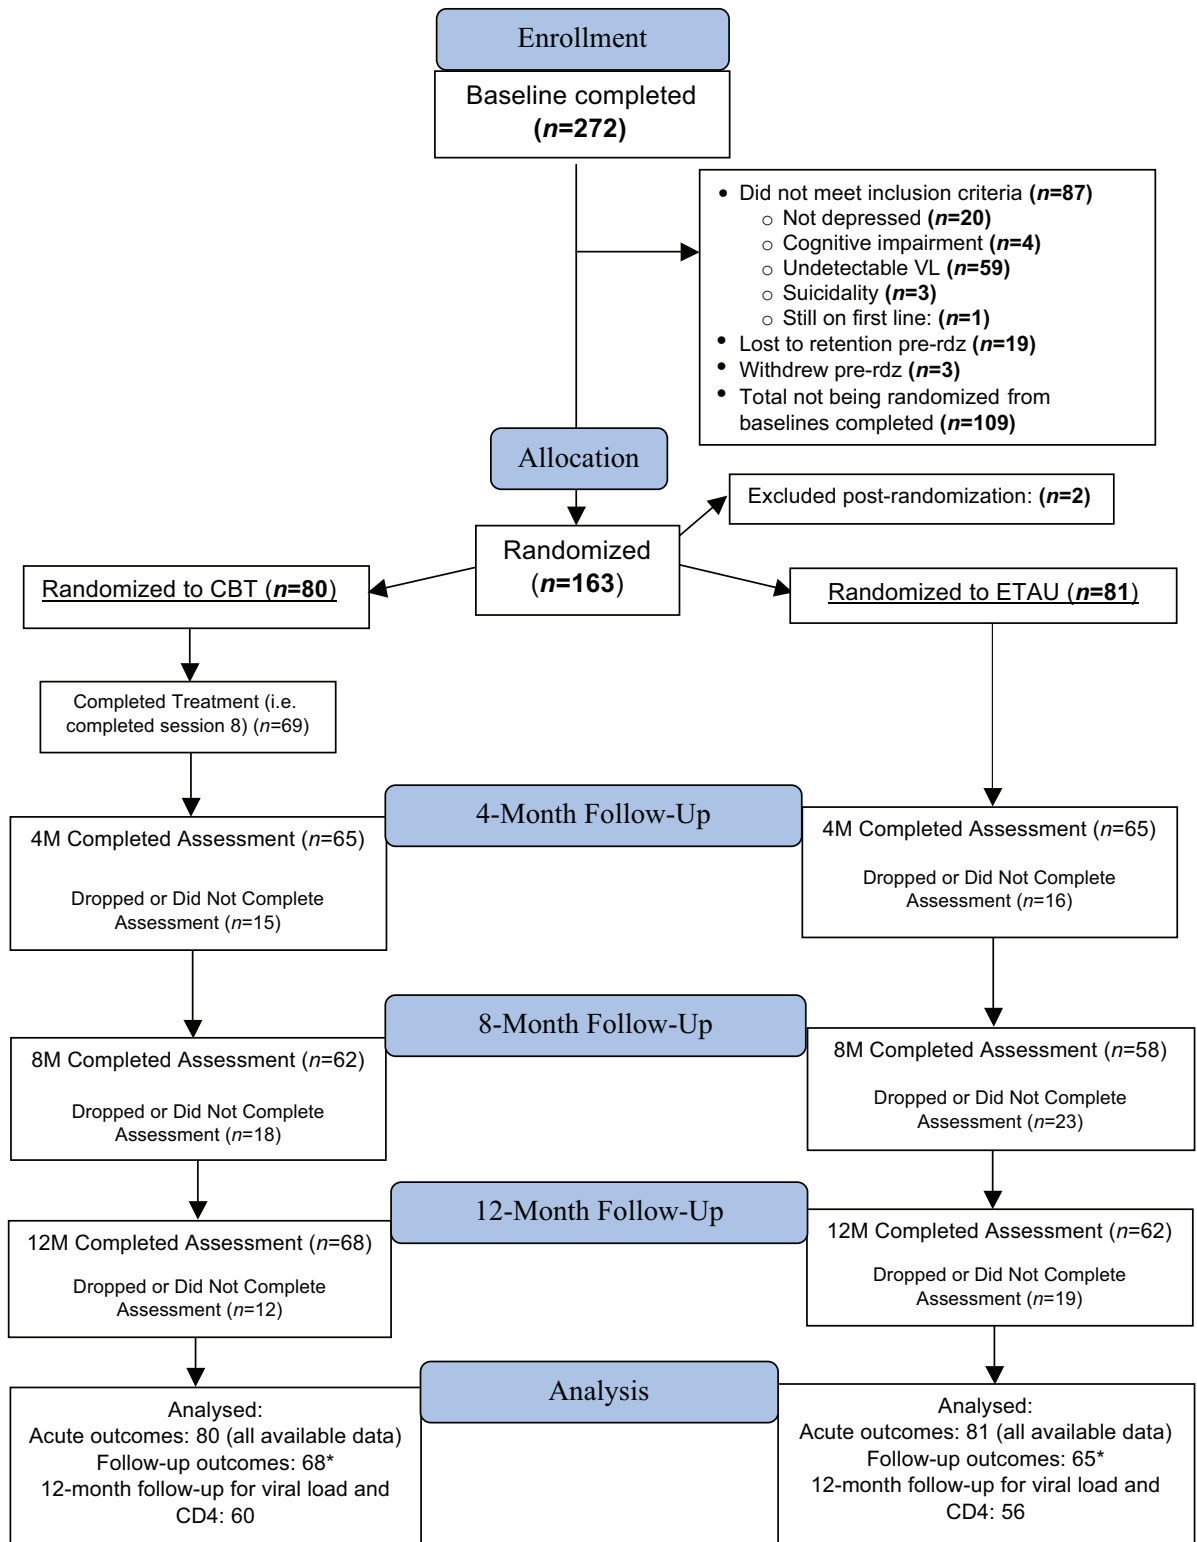 Enrollment
Baseline completed
(n=272)
• Did not meet inclusion criteria (n=87)
o Not depressed (n=20)
o Cognitive impairment (n=4)
o Undetectable VL (n=59)
o Suicidality (n=3)
o Still on first line: (n=1)
• Lost to retention pre-rdz (n=19)
• Withdrew pre-rdz (n=3)
• Total not being randomized from
baselines completed (n=109)
Allocation
Excluded post-randomization: (n=2)
Randomized
(n=163)
Randomized to CBT (n=80)
Randomized to ETAU (n=81)
Completed Treatment (i.e.
completed session 8) (n=69)
4-Month Follow-Up
4M Completed Assessment (n=65)
Dropped or Did Not Complete
Assessment (n=15)
4M Completed Assessment (n=65)
Dropped or Did Not Complete
Assessment (n=16)
8-Month Follow-Up
8M Completed Assessment (n=62)
Dropped or Did Not Complete
Assessment (n=18)
8M Completed Assessment (n=58)
Dropped or Did Not Complete
Assessment (n=23)
12-Month Follow-Up
12M Completed Assessment (n=68)
Dropped or Did Not Complete
Assessment (n=12)
12M Completed Assessment (n=62)
Dropped or Did Not Complete
Assessment (n=19)
Analysis
Analysed:
Acute outcomes: 80 (all available data)
Follow-up outcomes: 68*
12-month follow-up for viral load and
CD4: 60
Analysed:
Acute outcomes: 81 (all available data)
Follow-up outcomes: 65*
12-month follow-up for viral load and
CD4: 56